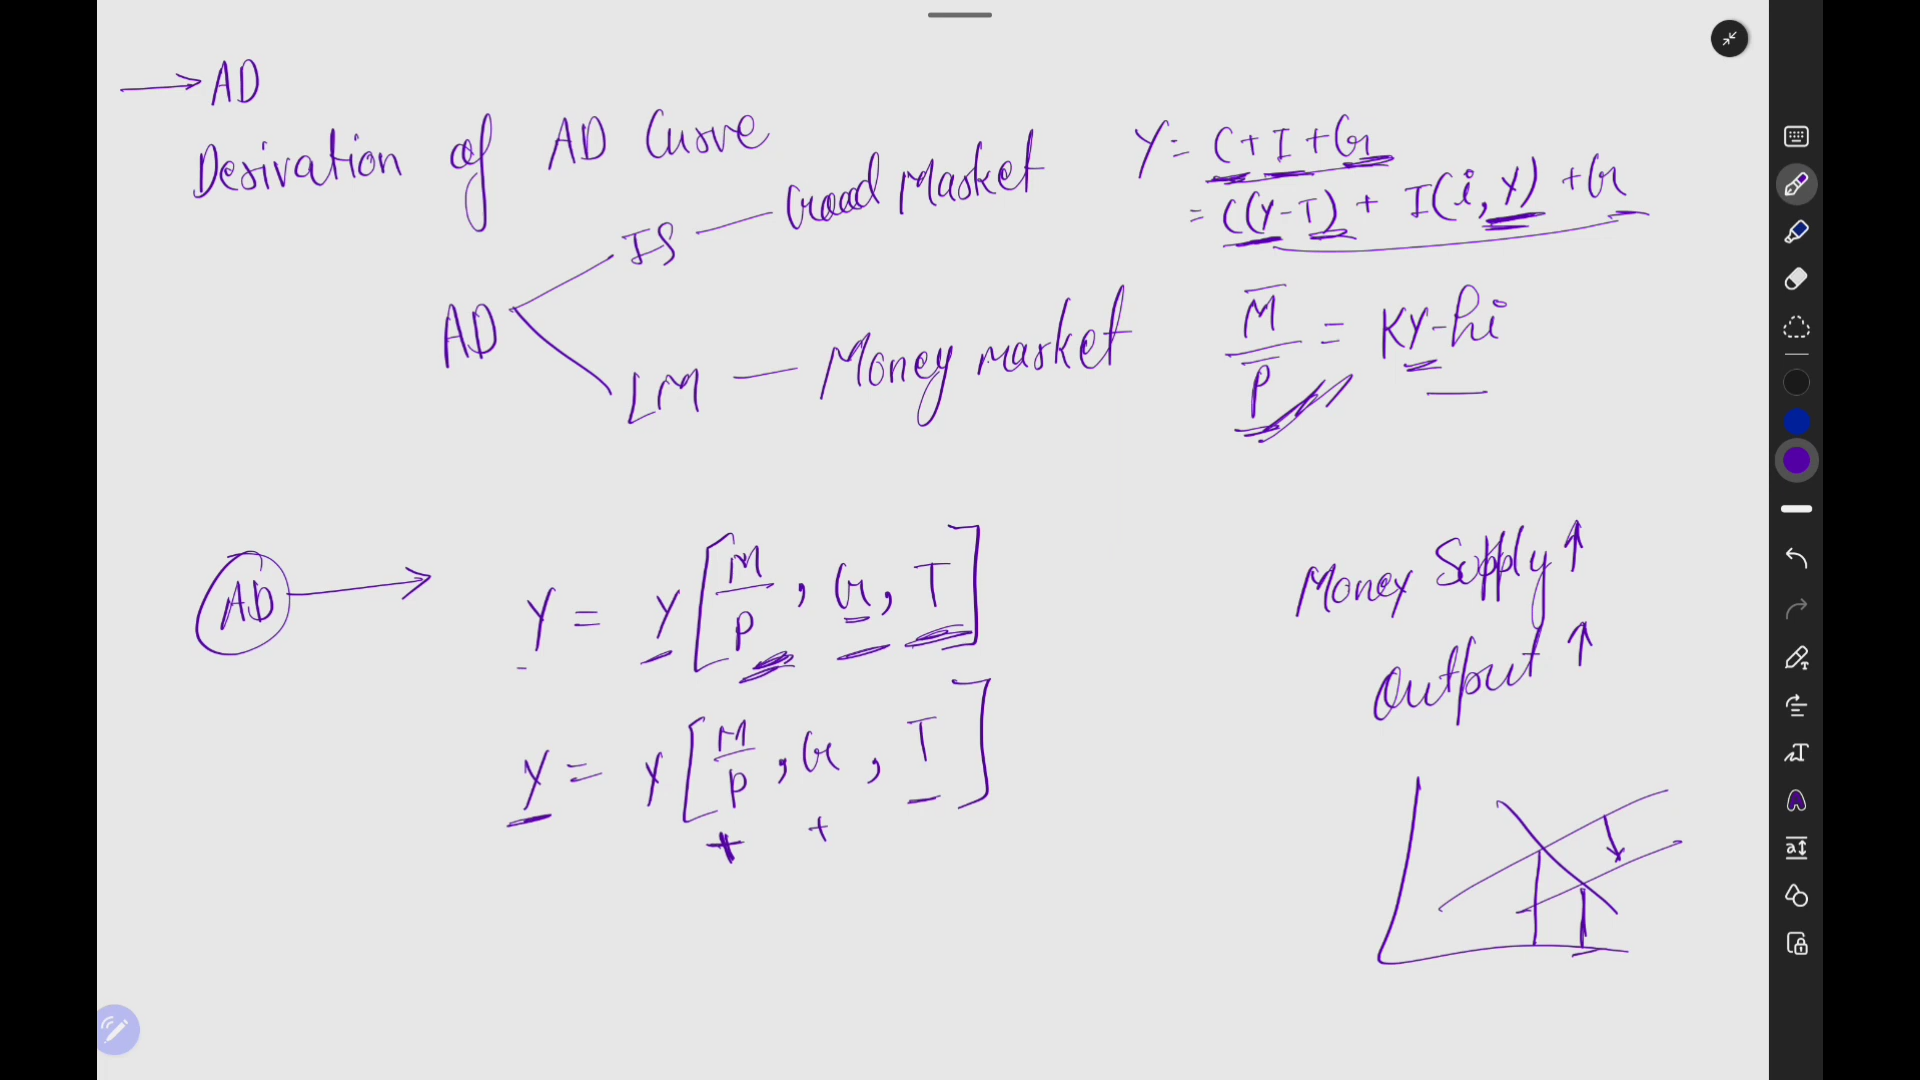 → AD
Derivation of AD Curve
Y = C + I + G
= C(Y-T) + I(i, Y) + G
IS — Good Market
AD
LM — Money market
M̅/P̅ = KY-hi
AD → Y = Y[M/P, G, T]
Money Supply ↑
Output ↑
Y = Y[M/P, G, T]
+ +